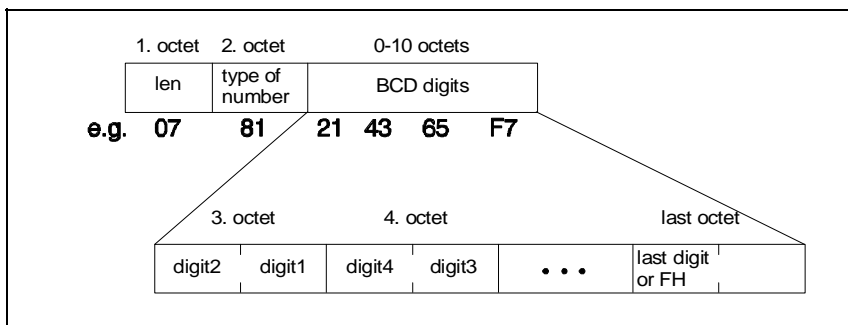 1. octet 2. octet 0-10 octets
len type of number BCD digits
e.g. 07 81 21 43 65 F7
3. octet 4. octet last octet
digit2 digit1 digit4 digit3 • • • last digit or FH